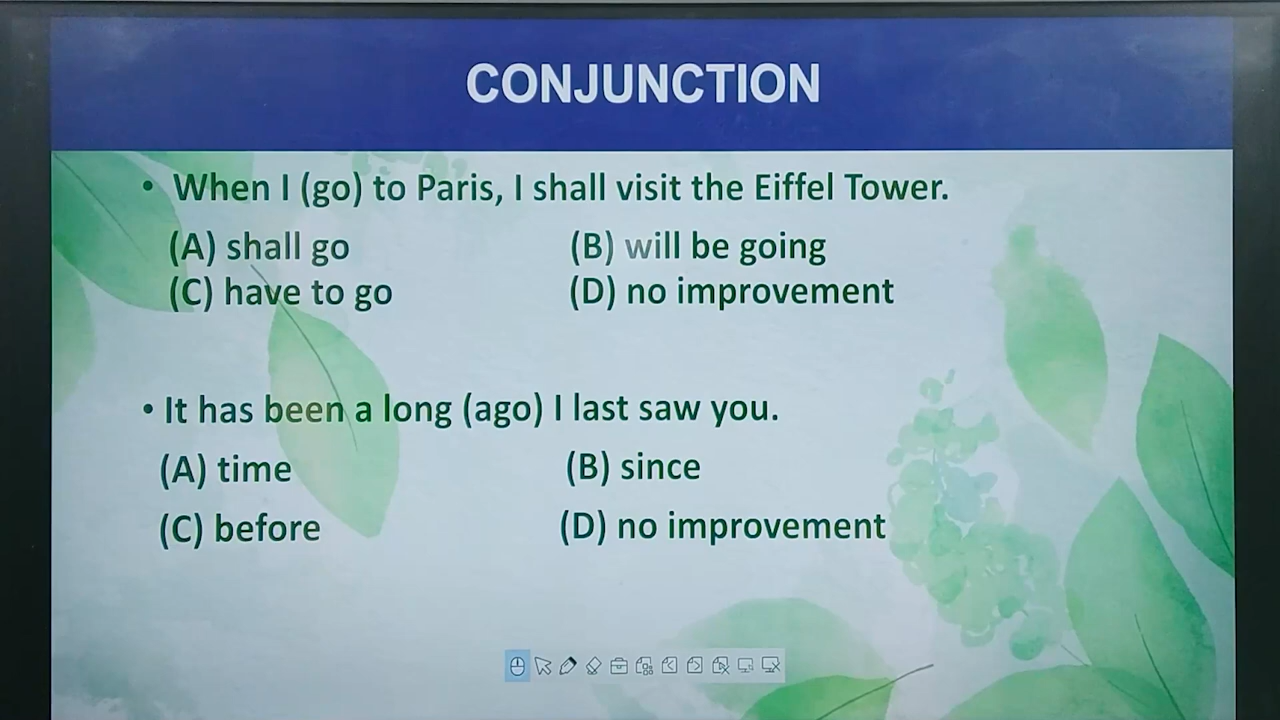 CONJUNCTION
• When I (go) to Paris, I shall visit the Eiffel Tower.
(A) shall go (B) will be going
(C) have to go (D) no improvement
• It has been a long (ago) I last saw you.
(A) time (B) since
(C) before (D) no improvement